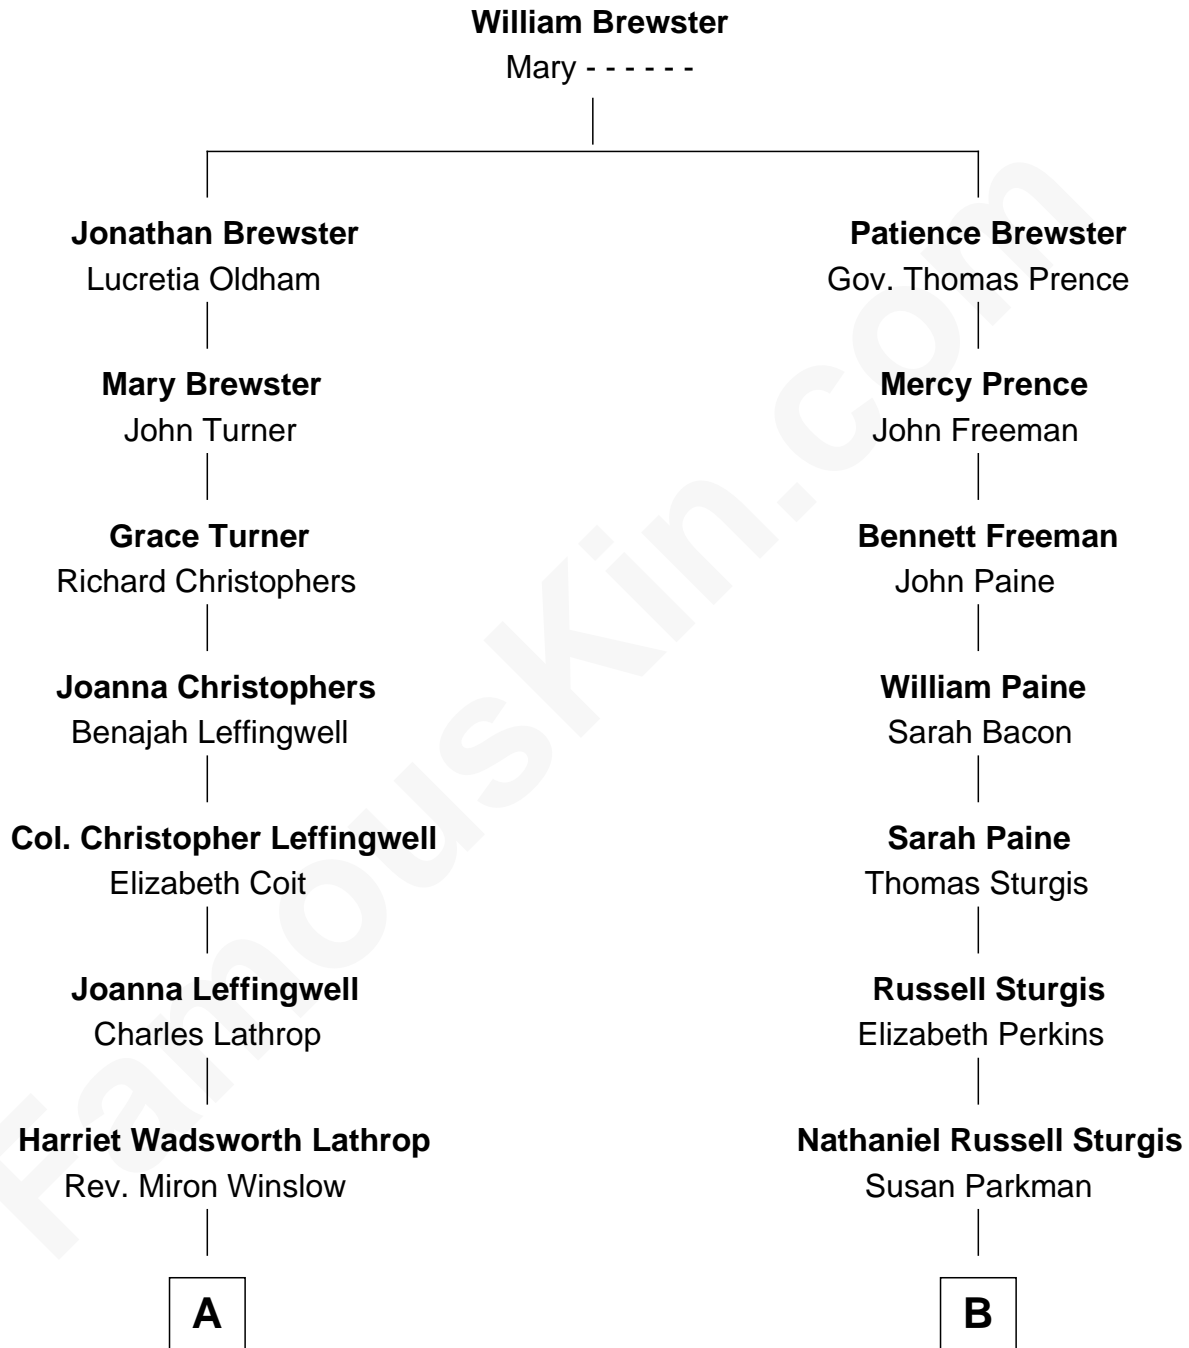 William Brewster
Mary - - - - - -
Jonathan Brewster
Lucretia Oldham
Patience Brewster
Gov. Thomas Prence
Mary Brewster
John Turner
Mercy Prence
John Freeman
Grace Turner
Richard Christophers
Bennett Freeman
John Paine
Joanna Christophers
Benajah Leffingwell
William Paine
Sarah Bacon
Col. Christopher Leffingwell
Elizabeth Coit
Sarah Paine
Thomas Sturgis
Joanna Leffingwell
Charles Lathrop
Russell Sturgis
Elizabeth Perkins
Harriet Wadsworth Lathrop
Rev. Miron Winslow
Nathaniel Russell Sturgis
Susan Parkman
A
B
FamousKin.com